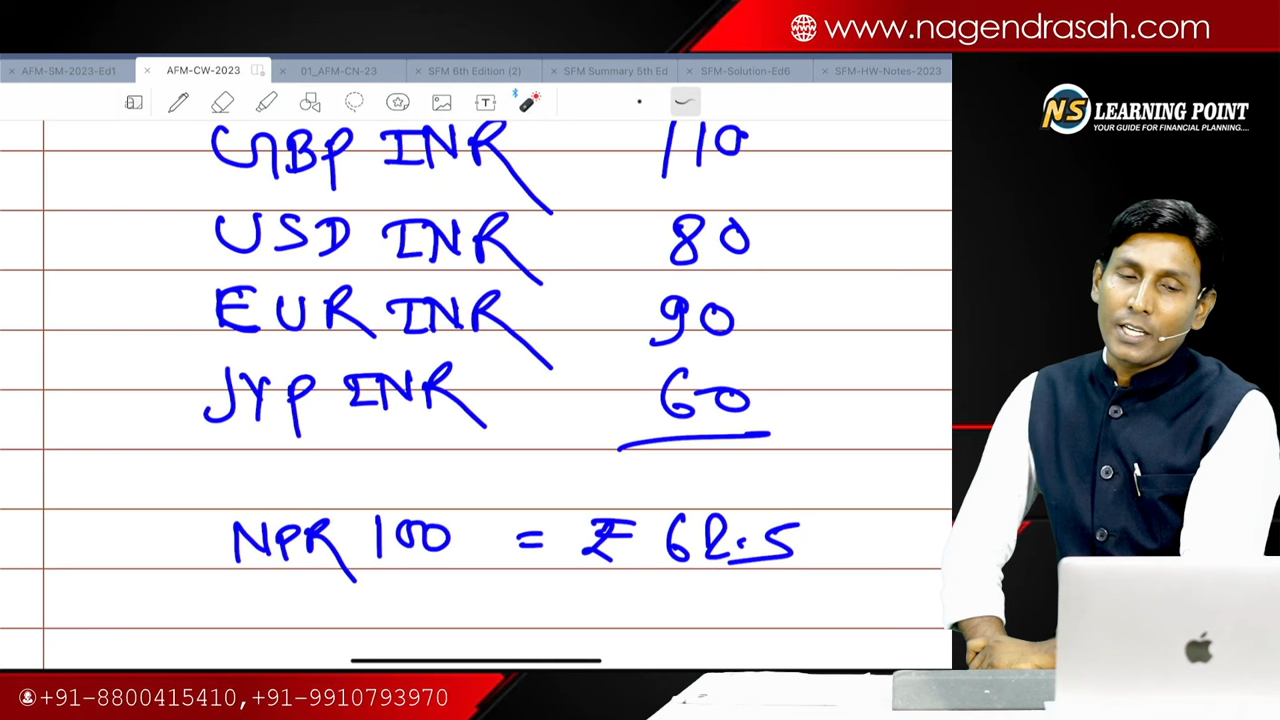 www.nagendrasah.com
AFM-SM-2023-Ed1
AFM-CW-2023
01_AFM-CN-23
SFM 6th Edition (2)
SFM Summary 5th Ed
SFM-Solution-Ed6
SFM-HW-Notes-2023
NS LEARNING POINT
YOUR GUIDE FOR FINANCIAL PLANNING....
GBP INR 110
USD INR 80
EUR INR 90
JYP INR 60
NPR 100 = ₹ 62.5
+91-8800415410,+91-9910793970